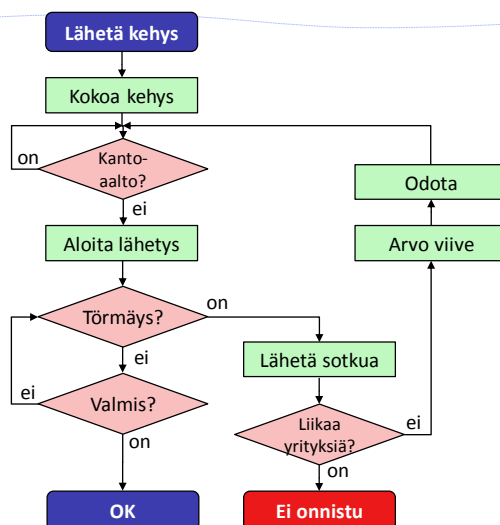 Lähetä kehys
Kokoa kehys
on
Kanto-
aalto?
ei
Odota
Aloita lähetys
Arvo viive
Törmäys?
on
ei
Lähetä sotkua
ei
Valmis?
on
Liikaa
yrityksiä?
ei
on
OK
Ei onnistu